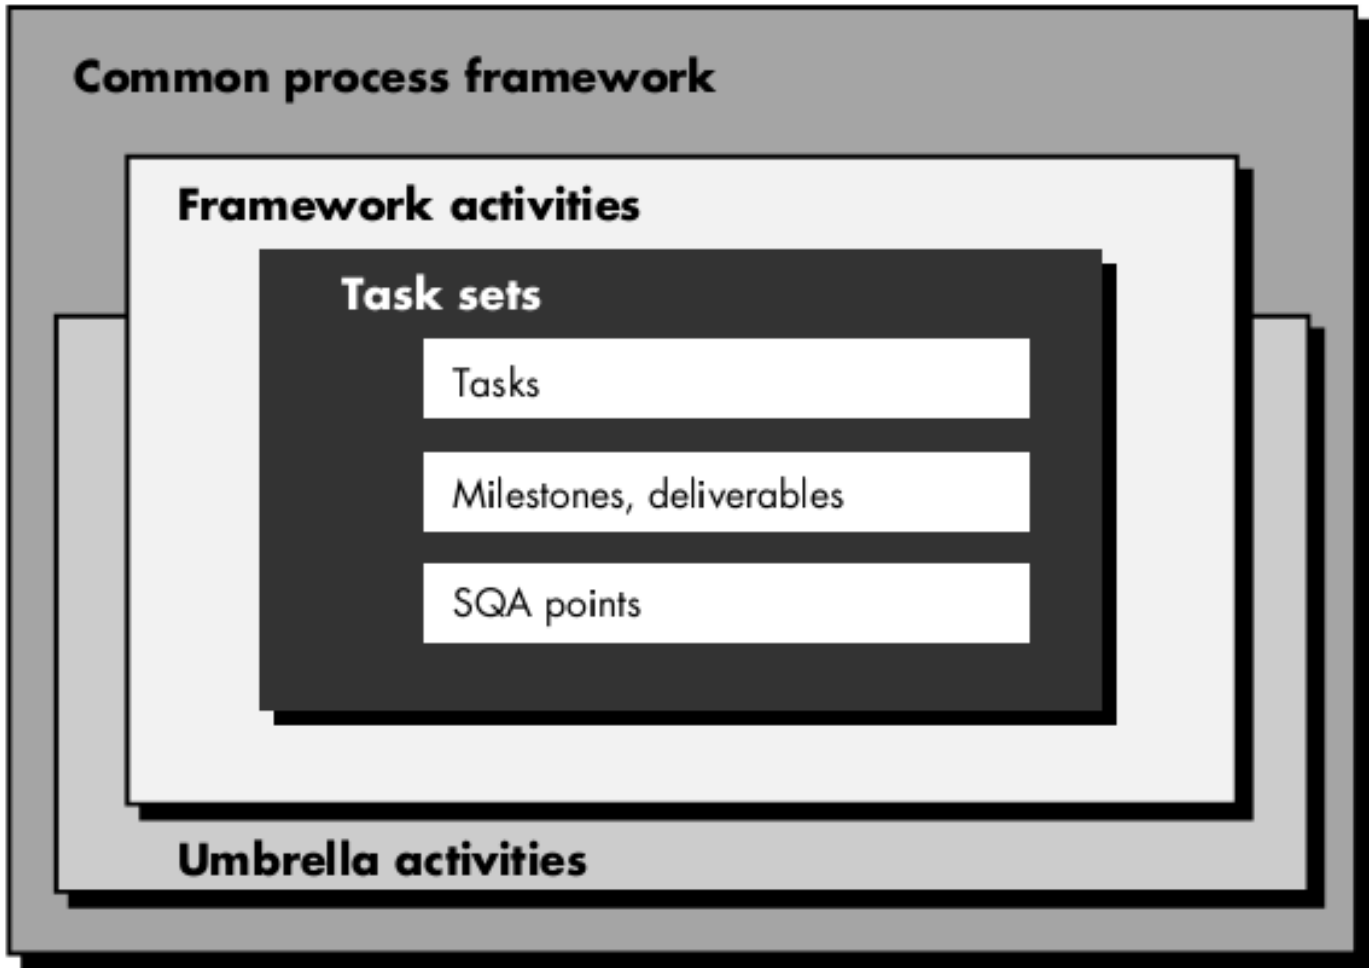 Common process framework
Framework activities
Task sets
Tasks
Milestones, deliverables
SQA points
Umbrella activities